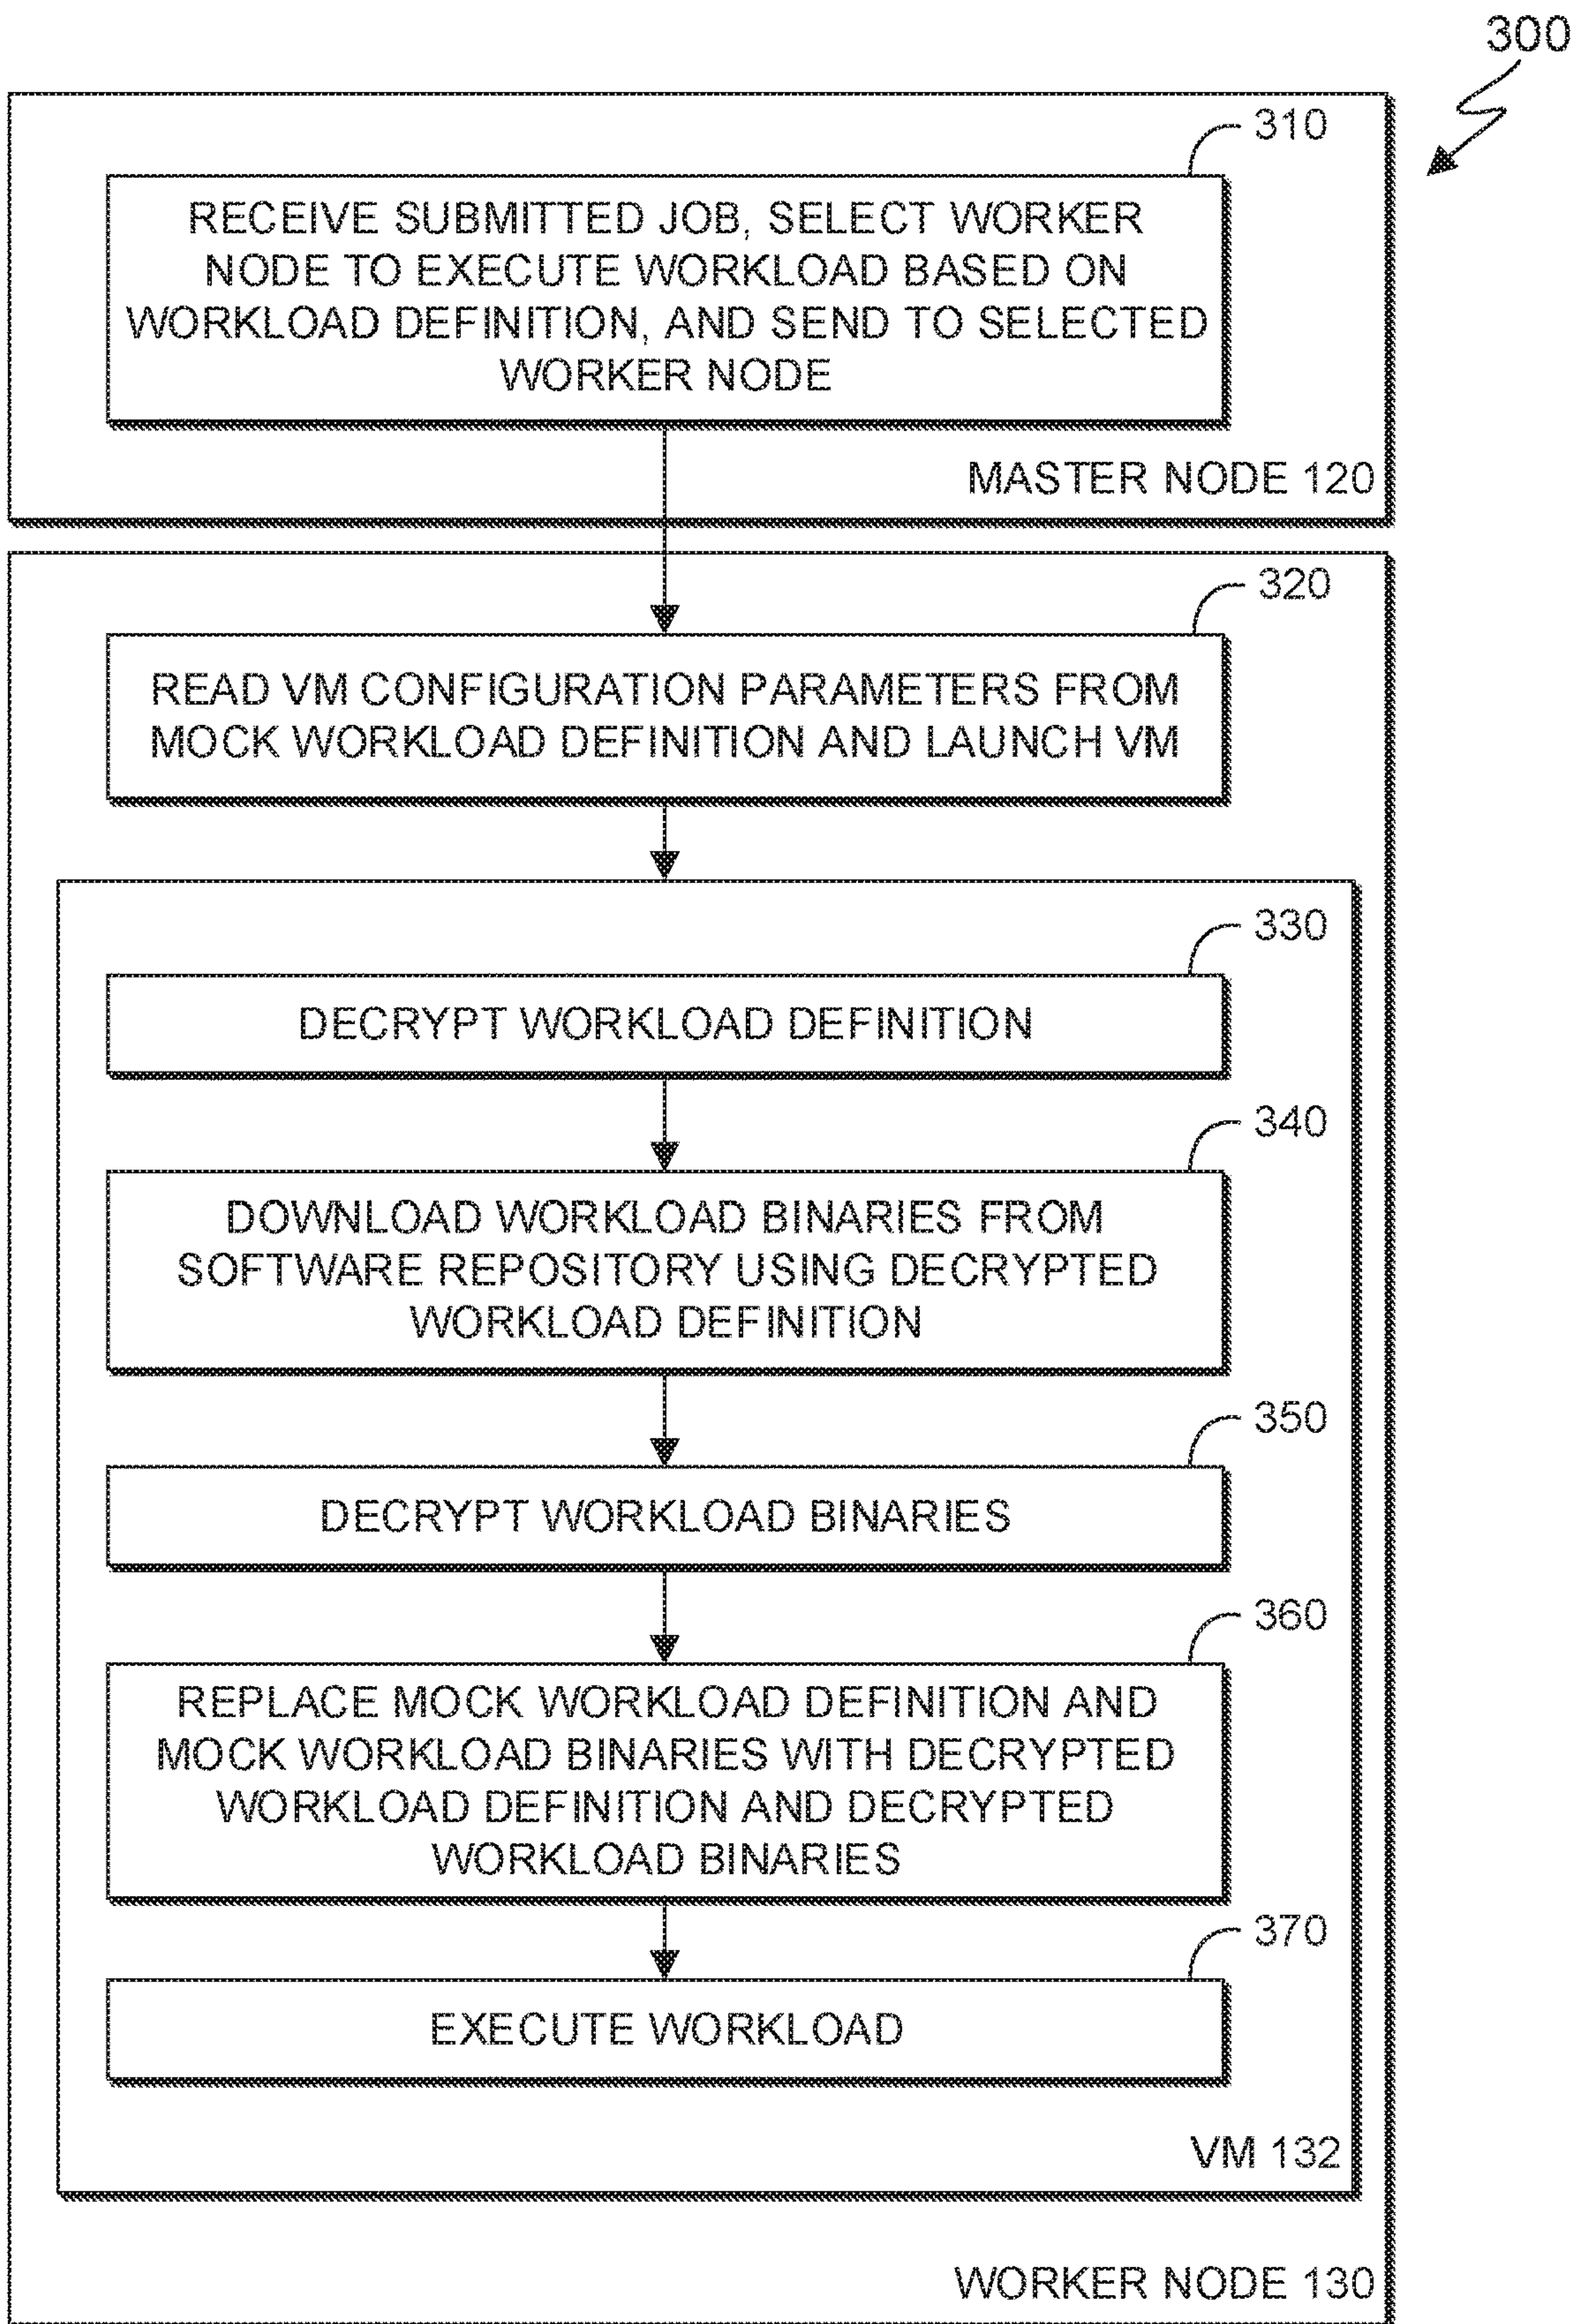 300
310
RECEIVE SUBMITTED JOB, SELECT WORKER
NODE TO EXECUTE WORKLOAD BASED ON
WORKLOAD DEFINITION, AND SEND TO SELECTED
WORKER NODE
MASTER NODE 120
320
READ VM CONFIGURATION PARAMETERS FROM
MOCK WORKLOAD DEFINITION AND LAUNCH VM
330
DECRYPT WORKLOAD DEFINITION
340
DOWNLOAD WORKLOAD BINARIES FROM
SOFTWARE REPOSITORY USING DECRYPTED
WORKLOAD DEFINITION
350
DECRYPT WORKLOAD BINARIES
360
REPLACE MOCK WORKLOAD DEFINITION AND
MOCK WORKLOAD BINARIES WITH DECRYPTED
WORKLOAD DEFINITION AND DECRYPTED
WORKLOAD BINARIES
370
EXECUTE WORKLOAD
VM 132
WORKER NODE 130